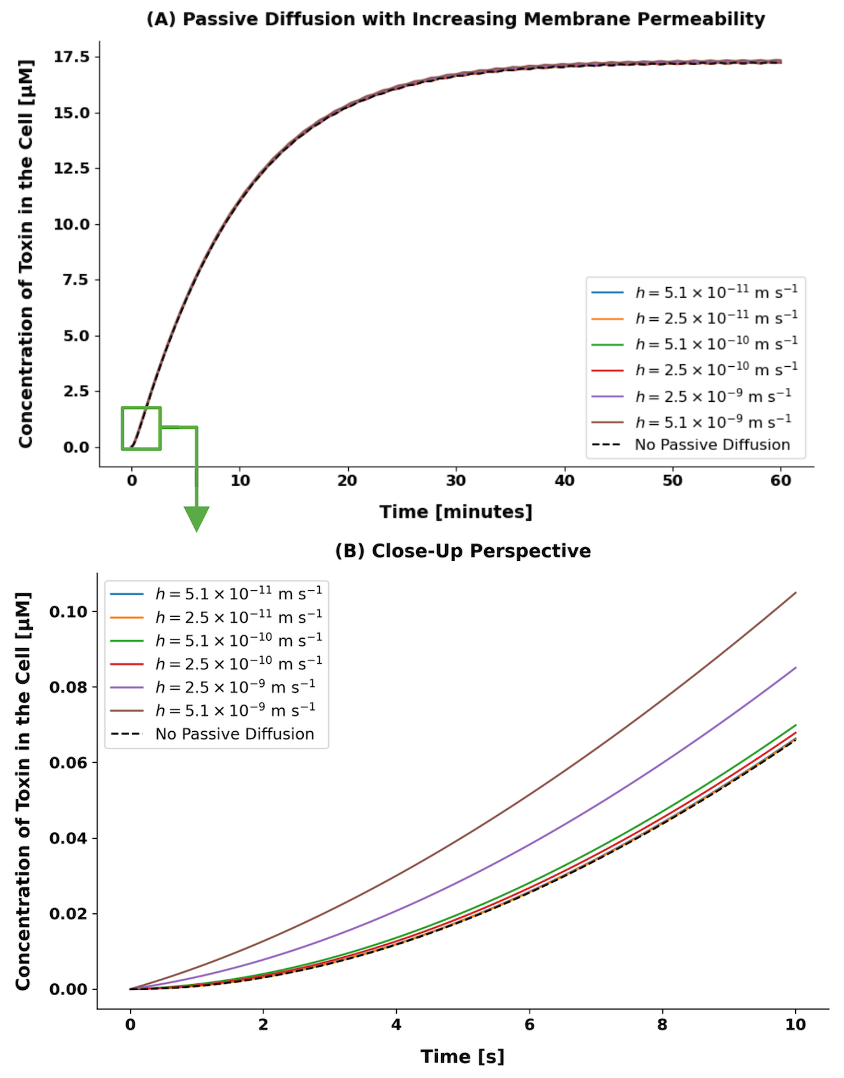 (A) Passive Diffusion with Increasing Membrane Permeability
Concentration of Toxin in the Cell [μM]
17.5
15.0
12.5
10.0
7.5
5.0
2.5
0.0
h = 5.1 × 10⁻¹¹ m s⁻¹
h = 2.5 × 10⁻¹¹ m s⁻¹
h = 5.1 × 10⁻¹⁰ m s⁻¹
h = 2.5 × 10⁻¹⁰ m s⁻¹
h = 2.5 × 10⁻⁹ m s⁻¹
h = 5.1 × 10⁻⁹ m s⁻¹
No Passive Diffusion
0 10 20 30 40 50 60
Time [minutes]
(B) Close-Up Perspective
Concentration of Toxin in the Cell [μM]
0.10
0.08
0.06
0.04
0.02
0.00
h = 5.1 × 10⁻¹¹ m s⁻¹
h = 2.5 × 10⁻¹¹ m s⁻¹
h = 5.1 × 10⁻¹⁰ m s⁻¹
h = 2.5 × 10⁻¹⁰ m s⁻¹
h = 2.5 × 10⁻⁹ m s⁻¹
h = 5.1 × 10⁻⁹ m s⁻¹
No Passive Diffusion
0 2 4 6 8 10
Time [s]